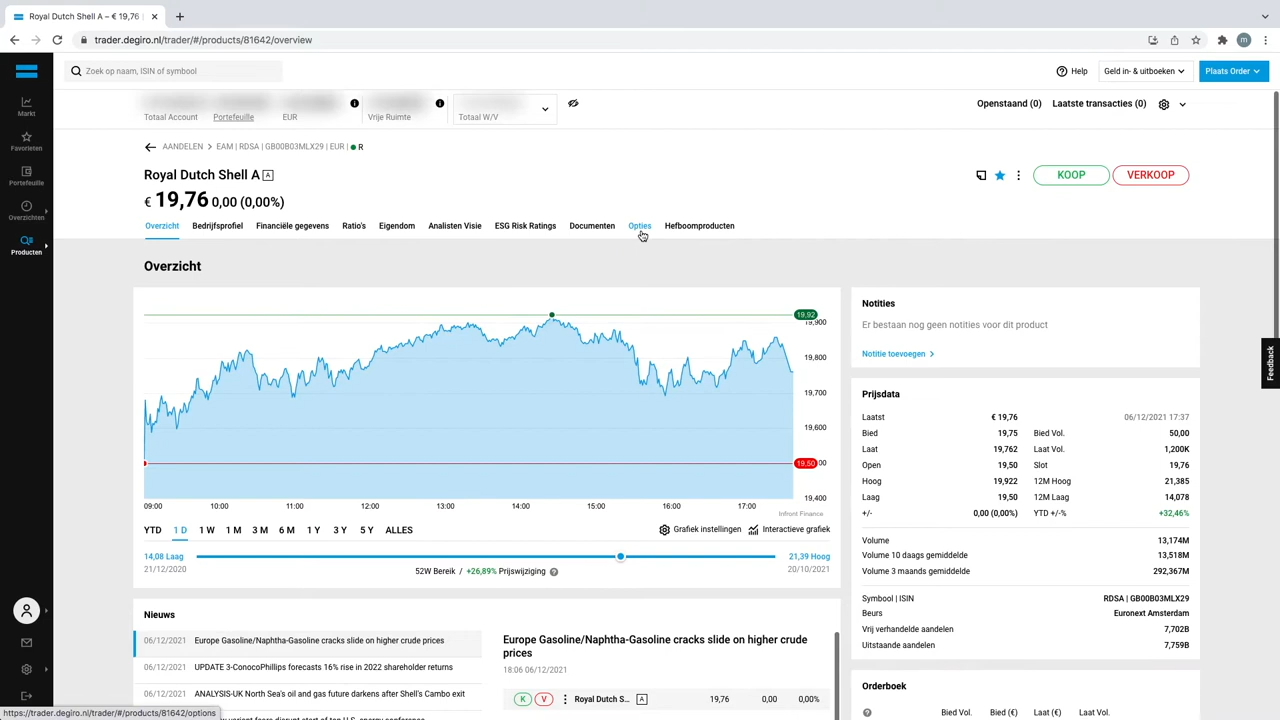 Royal Dutch Shell A – € 19,76
trader.degiro.nl/trader/#/products/81642/overview
m
Zoek op naam, ISIN of symbool
Help
Geld in- & uitboeken
Plaats Order
Markt
Favorieten
Portefeuille
Overzichten
Producten
Totaal Account
Portefeuille
EUR
Vrije Ruimte
Totaal W/V
Openstaand (0)
Laatste transacties (0)
AANDELEN > EAM | RDSA | GB00B03MLX29 | EUR | R
Royal Dutch Shell A A
€ 19,76 0,00 (0,00%)
KOOP
VERKOOP
Overzicht
Bedrijfsprofiel
Financiële gegevens
Ratio's
Eigendom
Analisten Visie
ESG Risk Ratings
Documenten
Opties
Hefboomproducten
Overzicht
19,92
19,900
19,800
19,700
19,600
19,50
19,400
09:00 10:00 11:00 12:00 13:00 14:00 15:00 16:00 17:00
Infront Finance
YTD 1 D 1 W 1 M 3 M 6 M 1 Y 3 Y 5 Y ALLES
Grafiek instellingen
Interactieve grafiek
14,08 Laag
21,39 Hoog
21/12/2020
52W Bereik / +26,89% Prijswijziging
20/10/2021
Nieuws
06/12/2021 Europe Gasoline/Naphtha-Gasoline cracks slide on higher crude prices
06/12/2021 UPDATE 3-ConocoPhillips forecasts 16% rise in 2022 shareholder returns
06/12/2021 ANALYSIS-UK North Sea's oil and gas future darkens after Shell's Cambo exit
Europe Gasoline/Naphtha-Gasoline cracks slide on higher crude
prices
18:06 06/12/2021
K V Royal Dutch S... A 19,76 0,00 0,00%
Notities
Er bestaan nog geen notities voor dit product
Notitie toevoegen
Prijsdata
Laatst € 19,76 06/12/2021 17:37
Bied 19,75 Bied Vol. 50,00
Laat 19,762 Laat Vol. 1,200K
Open 19,50 Slot 19,76
Hoog 19,922 12M Hoog 21,385
Laag 19,50 12M Laag 14,078
+/- 0,00 (0,00%) YTD +/-% +32,46%
Volume 13,174M
Volume 10 daags gemiddelde 13,518M
Volume 3 maands gemiddelde 292,367M
Symbool | ISIN RDSA | GB00B03MLX29
Beurs Euronext Amsterdam
Vrij verhandelde aandelen 7,702B
Uitstaande aandelen 7,759B
Orderboek
Bied Vol. Bied (€) Laat (€) Laat Vol.
Feedback
https://trader.degiro.nl/trader/#/products/81642/options